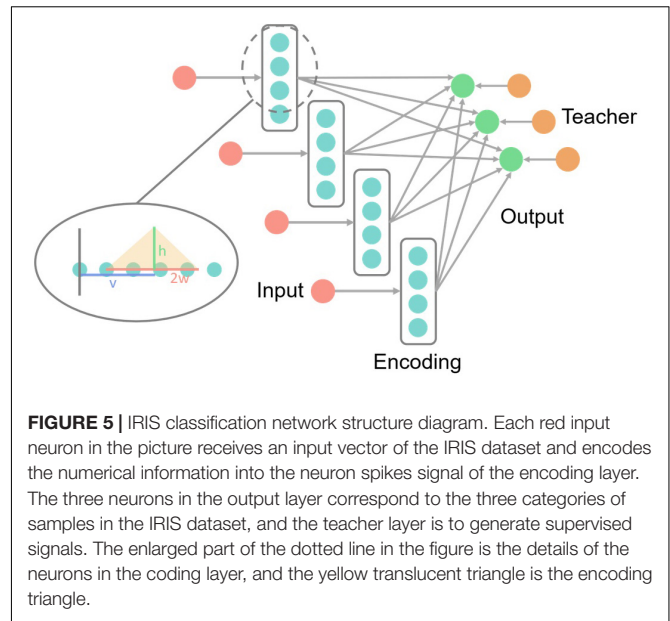 Teacher
Output
h
2w
v
Input
Encoding
FIGURE 5 | IRIS classification network structure diagram. Each red input
neuron in the picture receives an input vector of the IRIS dataset and encodes
the numerical information into the neuron spikes signal of the encoding layer.
The three neurons in the output layer correspond to the three categories of
samples in the IRIS dataset, and the teacher layer is to generate supervised
signals. The enlarged part of the dotted line in the figure is the details of the
neurons in the coding layer, and the yellow translucent triangle is the encoding
triangle.